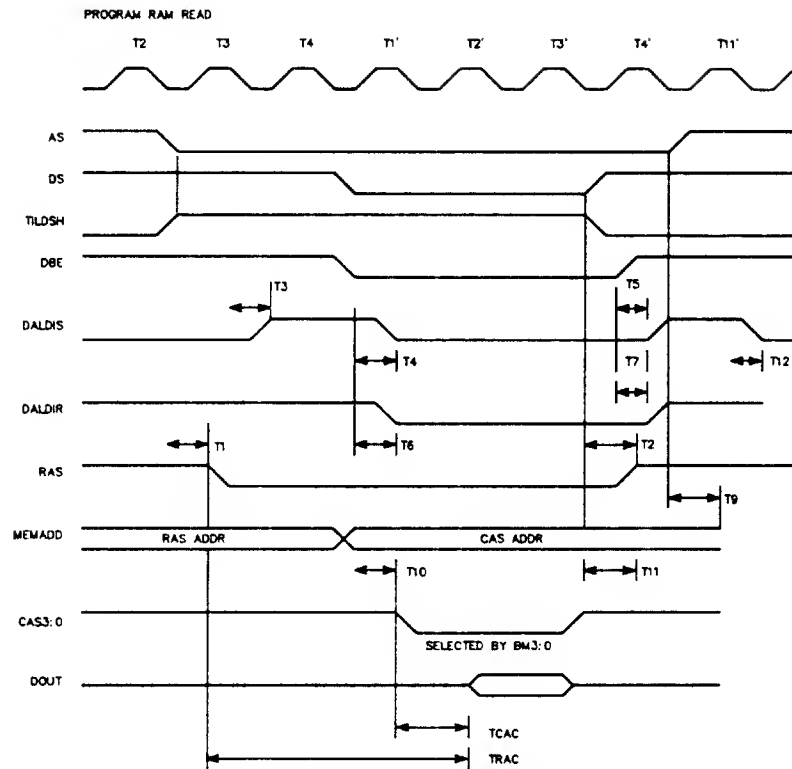 PROGRAM RAM READ
T2 T3 T4 T1' T2' T3' T4' T11'
AS
DS
TILDSH
DBE
T3 T5
DALDIS
T4 T7 T12
DALDIR
T1 T6 T2
RAS
T9
MEMADD RAS ADDR CAS ADDR
T10 T11
CAS3:0
SELECTED BY BM3:0
DOUT
TCAC
TRAC